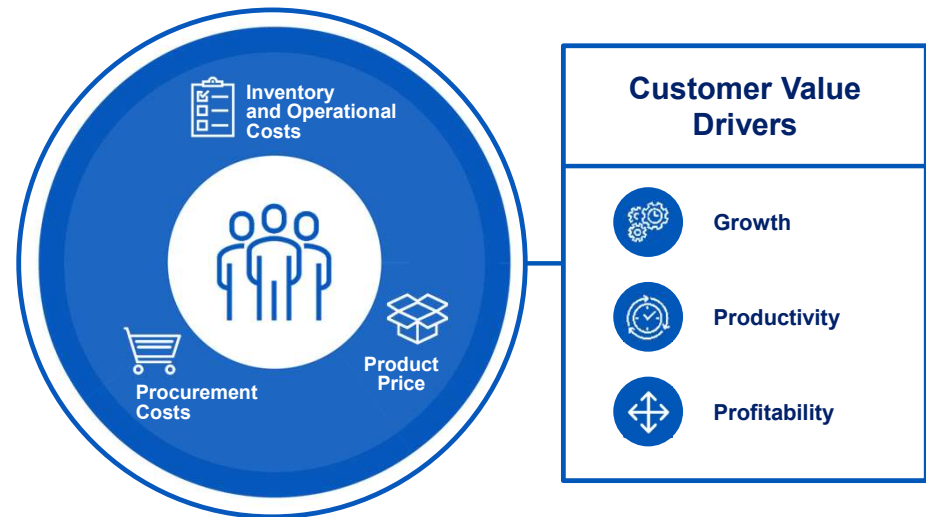 Inventory
and Operational
Costs
Product
Price
Procurement
Costs
Customer Value
Drivers
Growth
Productivity
Profitability